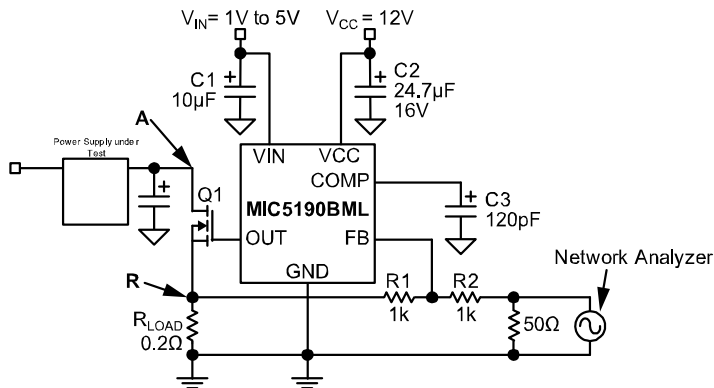 V_IN= 1V to 5V
V_CC = 12V
C1
10µF
C2
24.7µF
16V
A
Power Supply under
Test
VIN
VCC
COMP
Q1
MIC5190BML
C3
120pF
OUT
FB
GND
Network Analyzer
R
R1
1k
R2
1k
R_LOAD
0.2Ω
50Ω